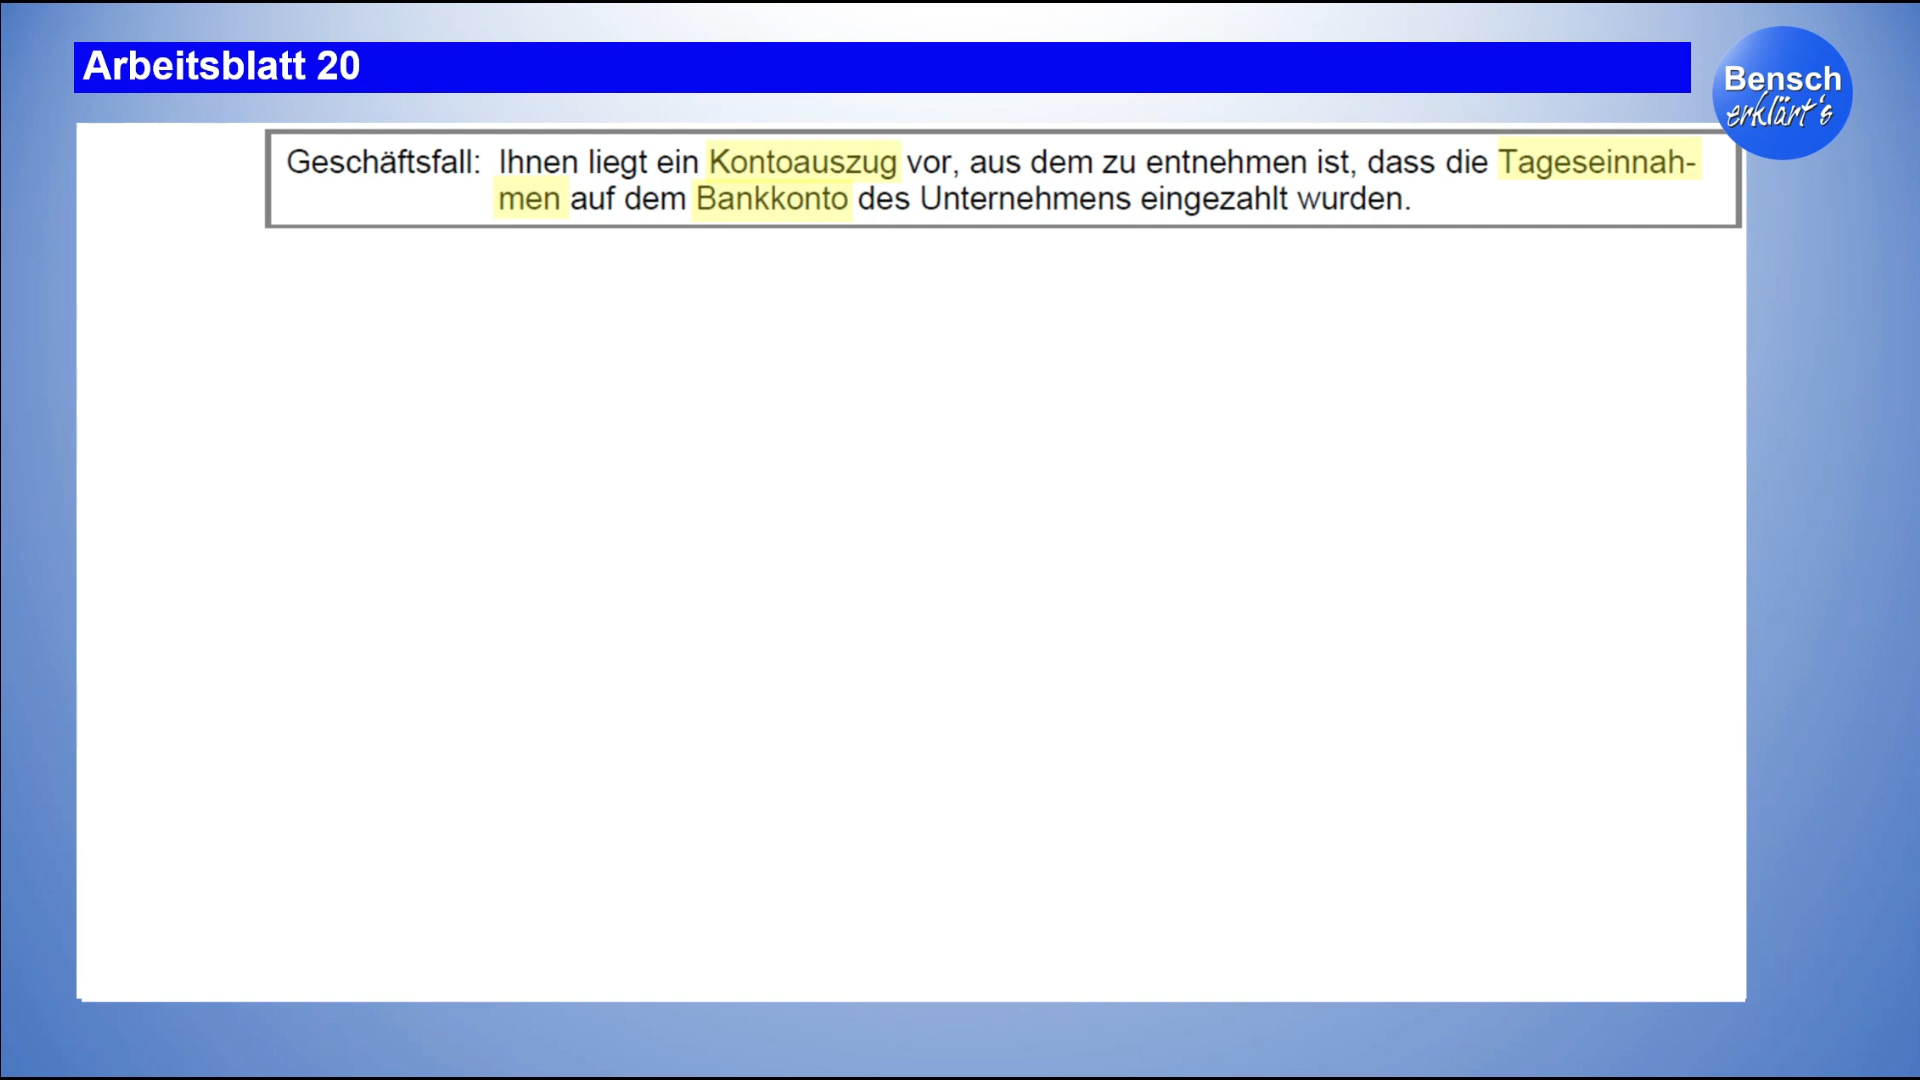 Arbeitsblatt 20
Bensch
erklärt's
Geschäftsfall: Ihnen liegt ein Kontoauszug vor, aus dem zu entnehmen ist, dass die Tageseinnah-
men auf dem Bankkonto des Unternehmens eingezahlt wurden.